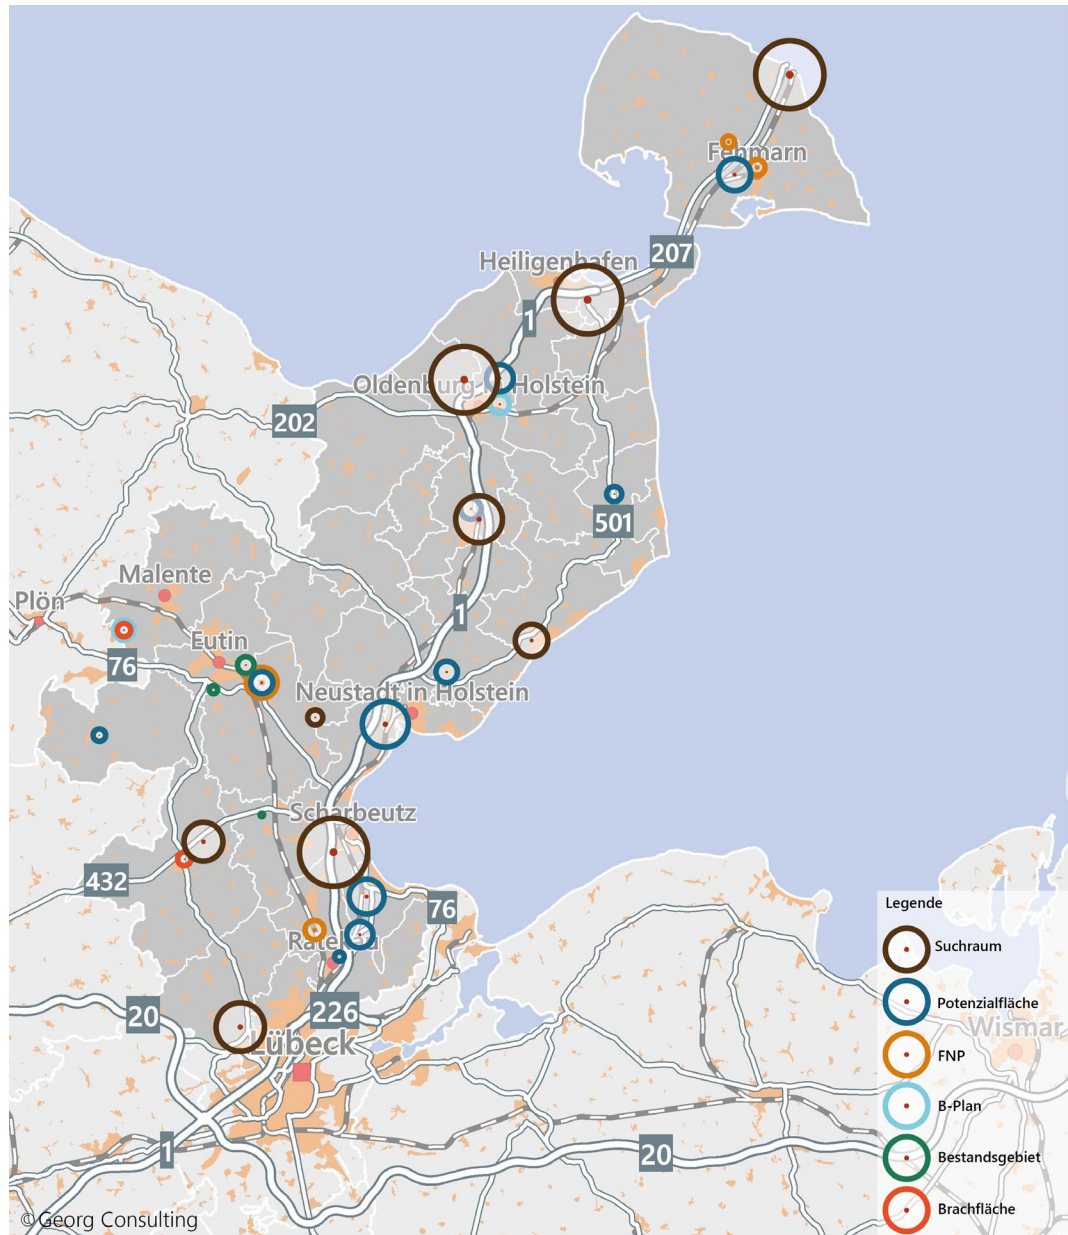 Fehmarn
207
Heiligenhafen
1
Oldenburg Holstein
202
501
Malente
Plön
1
Eutin
76
Neustadt in Holstein
Scharbeutz
432
76
Legende
Suchraum
Ratekau
Potenzialfläche
20
226
Wismar
Lübeck
FNP
B-Plan
1
20
Bestandsgebiet
Brachfläche
©Georg Consulting